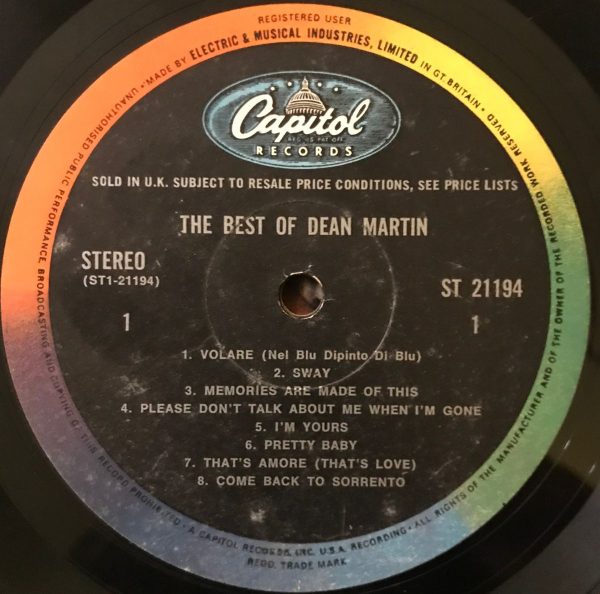 REGISTERED USER
MADE BY ELECTRIC & MUSICAL INDUSTRIES, LIMITED IN GT. BRITAIN •
Capitol
REG. US. PAT. OFF.
RECORDS
SOLD IN U.K. SUBJECT TO RESALE PRICE CONDITIONS, SEE PRICE LISTS
THE BEST OF DEAN MARTIN
STEREO
(ST1-21194)
ST 21194
1
1
1. VOLARE (Nel Blu Dipinto Di Blu)
2. SWAY
3. MEMORIES ARE MADE OF THIS
4. PLEASE DON'T TALK ABOUT ME WHEN I'M GONE
5. I'M YOURS
6. PRETTY BABY
7. THAT'S AMORE (THAT'S LOVE)
8. COME BACK TO SORRENTO
ALL RIGHTS OF THE MANUFACTURER AND OF THE OWNER OF THE RECORDED WORK RESERVED
UNAUTHORISED PUBLIC PERFORMANCE, BROADCASTING AND COPYING OF THIS RECORD PROHIBITED •
A CAPITOL RECORDS, INC. U.S.A. RECORDING •
REGD. TRADE MARK